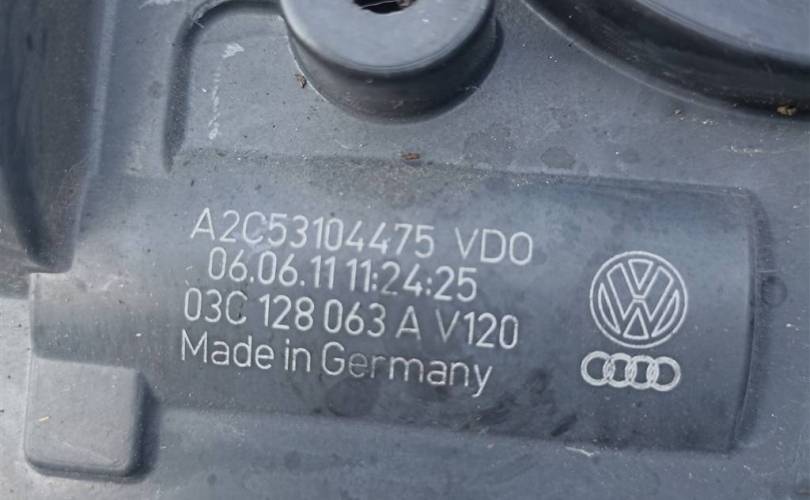 A2C53104475 VDO
06.06.11 11:24:25
03C 128 063 A V120
Made in Germany